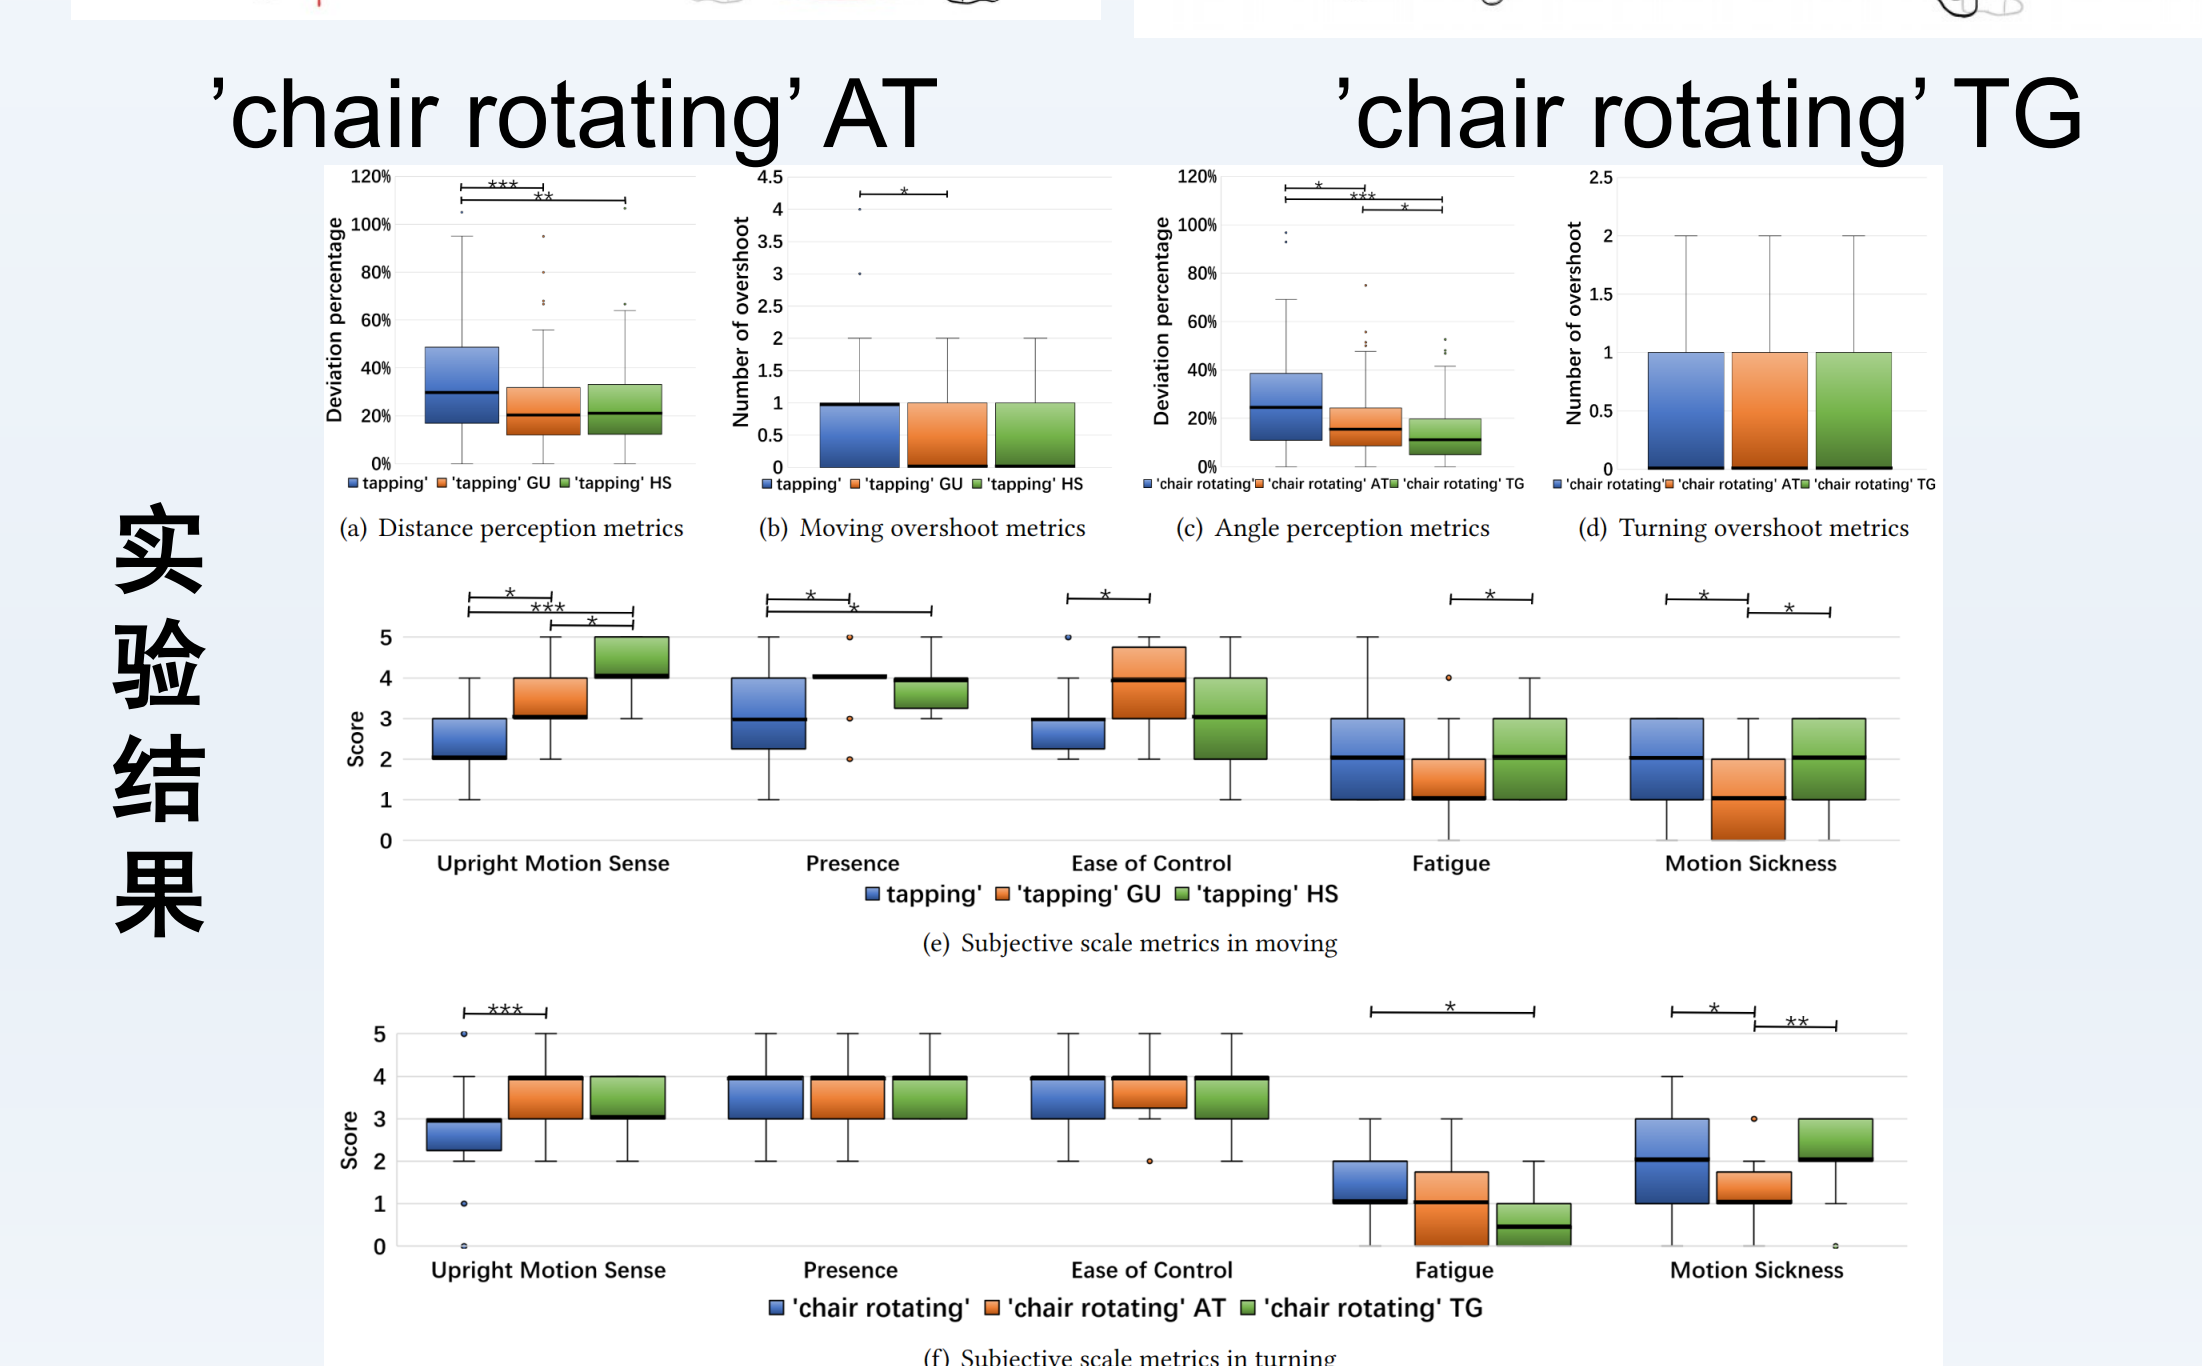 ’chair rotating’ AT
’chair rotating’ TG
实
验
结
果
120%
100%
80%
60%
40%
20%
0%
Deviation percentage
***
**
tapping' 'tapping' GU 'tapping' HS
(a) Distance perception metrics
4.5
4
3.5
3
2.5
2
1.5
1
0.5
0
Number of overshoot
*
tapping' 'tapping' GU 'tapping' HS
(b) Moving overshoot metrics
120%
100%
80%
60%
40%
20%
0%
Deviation percentage
*
***
*
'chair rotating' 'chair rotating' AT 'chair rotating' TG
(c) Angle perception metrics
2.5
2
1.5
1
0.5
0
Number of overshoot
'chair rotating' 'chair rotating' AT 'chair rotating' TG
(d) Turning overshoot metrics
* * * * *
*** * *
*
5
4
3
2
1
0
Score
Upright Motion Sense Presence Ease of Control Fatigue Motion Sickness
tapping' 'tapping' GU 'tapping' HS
(e) Subjective scale metrics in moving
*** * *
**
5
4
3
2
1
0
Score
Upright Motion Sense Presence Ease of Control Fatigue Motion Sickness
'chair rotating' 'chair rotating' AT 'chair rotating' TG
(f) Subjective scale metrics in turning